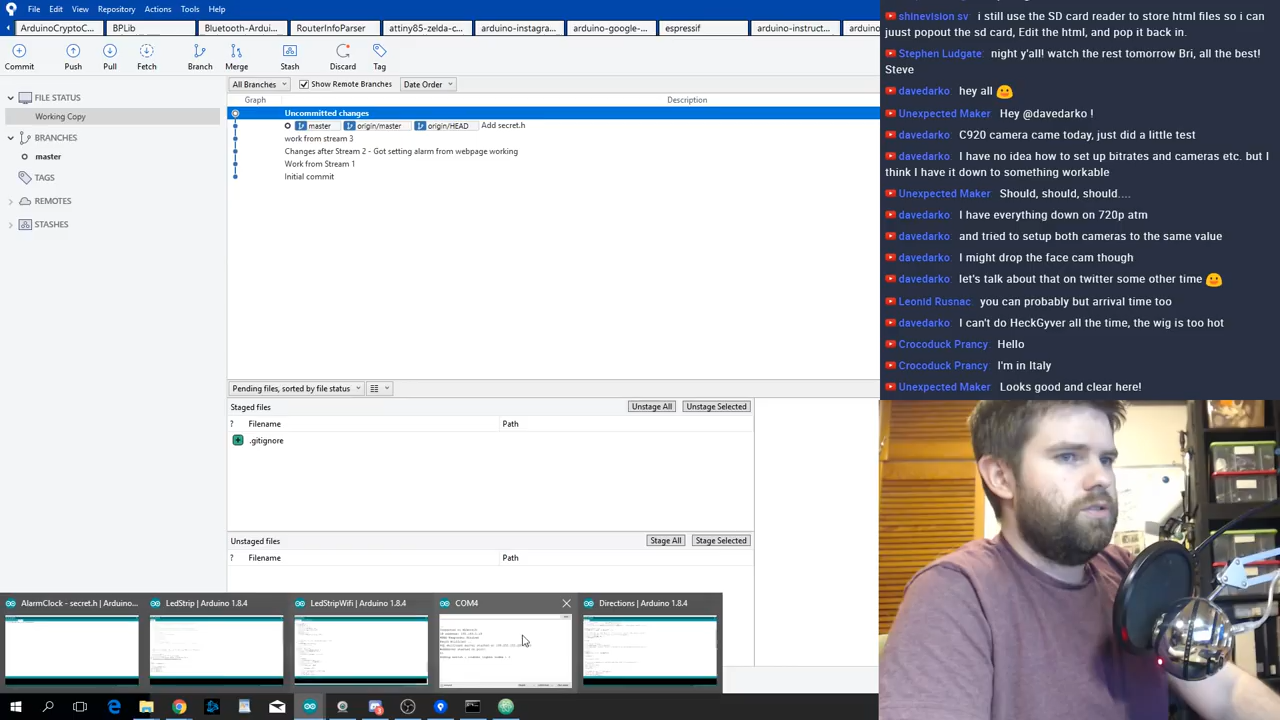 File Edit View Repository Actions Tools Help
ArduinoCryptoC... BPLib Bluetooth-Ardui... RouterInfoParser attiny85-zelda-c... arduino-instagra... arduino-google-... espressif arduino-instruct...
Commit Push Pull Fetch Branch Merge Stash Discard Tag
FILE STATUS
Working Copy
BRANCHES
master
TAGS
REMOTES
STASHES
All Branches Show Remote Branches Date Order
Graph Description
Uncommitted changes
master origin/master origin/HEAD Add secret.h
work from stream 3
Changes after Stream 2 - Got setting alarm from webpage working
Work from Stream 1
Initial commit
Pending files, sorted by file status
Staged files Unstage All Unstage Selected
? Filename Path
.gitignore
Unstaged files Stage All Stage Selected
? Filename Path
AlarmClock - secret.h | Arduino... LedStrip | Arduino 1.8.4 LedStripWifi | Arduino 1.8.4 COM4 Directions | Arduino 1.8.4
shinevision sv i still use the SD card reader to store html files so i can
juust popout the sd card, Edit the html, and pop it back in.
Stephen Ludgate night y'all! watch the rest tomorrow Bri, all the best!
Steve
davedarko hey all
Unexpected Maker Hey @davedarko !
davedarko C920 camera came today, just did a little test
davedarko I have no idea how to set up bitrates and cameras etc. but I
think I have it down to something workable
Unexpected Maker Should, should, should....
davedarko I have everything down on 720p atm
davedarko and tried to setup both cameras to the same value
davedarko I might drop the face cam though
davedarko let's talk about that on twitter some other time
Leonid Rusnac you can probably but arrival time too
davedarko I can't do HeckGyver all the time, the wig is too hot
Crocoduck Prancy Hello
Crocoduck Prancy I'm in Italy
Unexpected Maker Looks good and clear here!